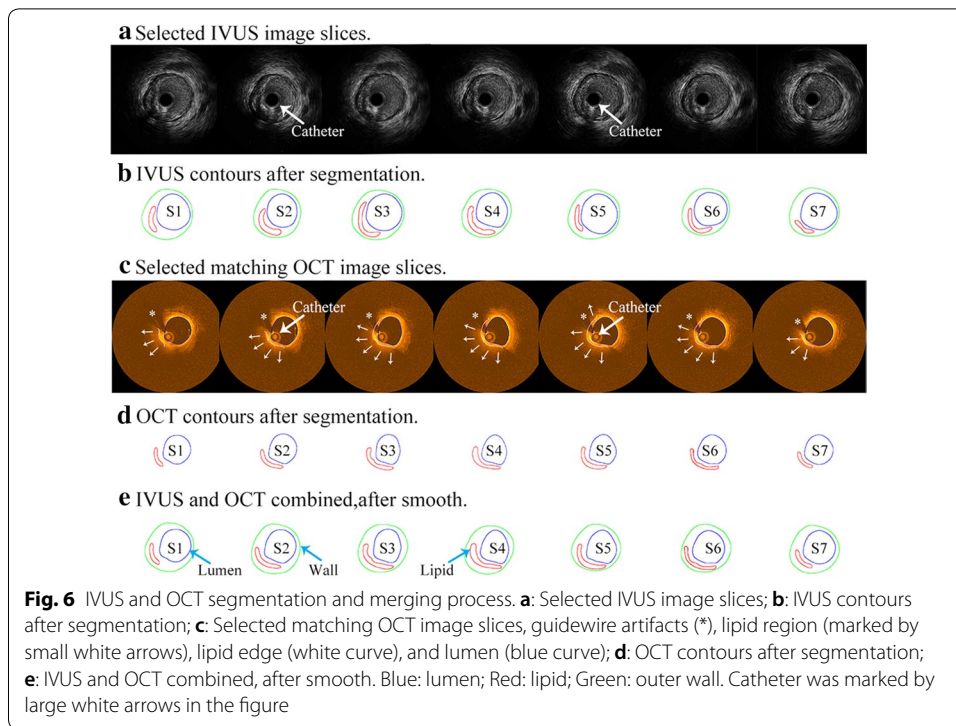 a Selected IVUS image slices.
Catheter Catheter
b IVUS contours after segmentation.
S1 S2 S3 S4 S5 S6 S7
c Selected matching OCT image slices.
* * * * * * *
Catheter Catheter
d OCT contours after segmentation.
S1 S2 S3 S4 S5 S6 S7
e IVUS and OCT combined,after smooth.
S1 S2 S3 S4 S5 S6 S7
Lumen Wall Lipid
Fig. 6 IVUS and OCT segmentation and merging process. a: Selected IVUS image slices; b: IVUS contours
after segmentation; c: Selected matching OCT image slices, guidewire artifacts (*), lipid region (marked by
small white arrows), lipid edge (white curve), and lumen (blue curve); d: OCT contours after segmentation;
e: IVUS and OCT combined, after smooth. Blue: lumen; Red: lipid; Green: outer wall. Catheter was marked by
large white arrows in the figure